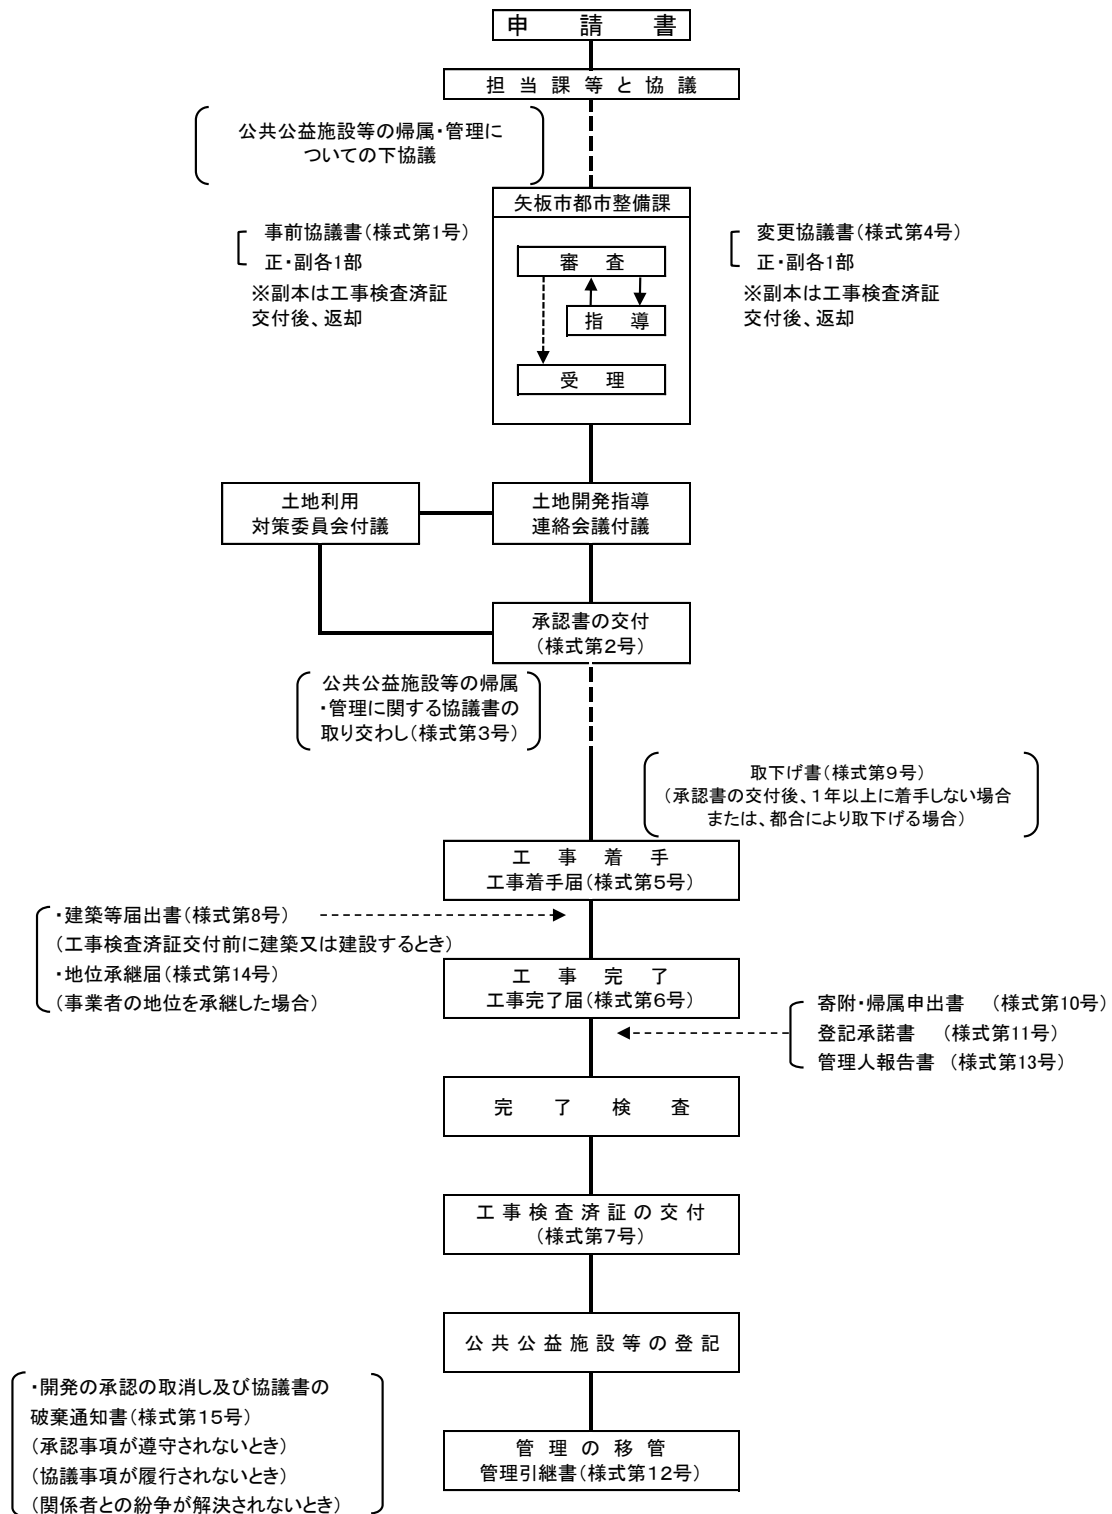 申請書
担当課等と協議
公共公益施設等の帰属・管理に
ついての下協議
矢板市都市整備課
事前協議書(様式第1号)
正・副各1部
※副本は工事検査済証
交付後、返却
審査
指導
受理
変更協議書(様式第4号)
正・副各1部
※副本は工事検査済証
交付後、返却
土地利用
対策委員会付議
土地開発指導
連絡会議付議
承認書の交付
(様式第2号)
公共公益施設等の帰属
・管理に関する協議書の
取り交わし(様式第3号)
取下げ書(様式第9号)
(承認書の交付後、1年以上に着手しない場合
または、都合により取下げる場合)
工事着手
工事着手届(様式第5号)
・建築等届出書(様式第8号)
(工事検査済証交付前に建築又は建設するとき)
・地位承継届(様式第14号)
(事業者の地位を承継した場合)
工事完了
工事完了届(様式第6号)
寄附・帰属申出書 (様式第10号)
登記承諾書 (様式第11号)
管理人報告書 (様式第13号)
完了検査
工事検査済証の交付
(様式第7号)
公共公益施設等の登記
・開発の承認の取消し及び協議書の
破棄通知書(様式第15号)
(承認事項が遵守されないとき)
(協議事項が履行されないとき)
(関係者との紛争が解決されないとき)
管理の移管
管理引継書(様式第12号)